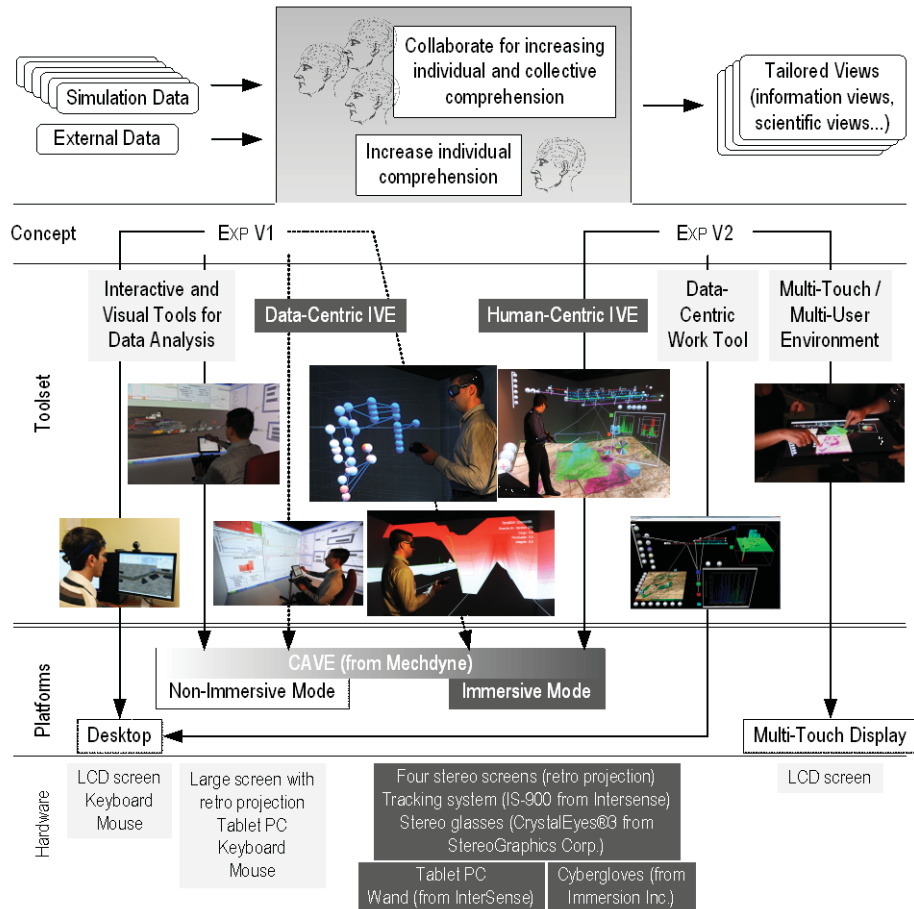 Simulation Data
External Data
Collaborate for increasing
individual and collective
comprehension
Increase individual
comprehension
Tailored Views
(information views,
scientific views...)
Concept
EXP V1
EXP V2
Toolset
Interactive and
Visual Tools for
Data Analysis
Data-Centric IVE
Human-Centric IVE
Data-
Centric
Work Tool
Multi-Touch /
Multi-User
Environment
Platforms
CAVE (from Mechdyne)
Non-Immersive Mode
Immersive Mode
Desktop
Multi-Touch Display
Hardware
LCD screen
Keyboard
Mouse
Large screen with
retro projection
Tablet PC
Keyboard
Mouse
Four stereo screens (retro projection)
Tracking system (IS-900 from Intersense)
Stereo glasses (CrystalEyes®3 from
StereoGraphics Corp.)
Tablet PC
Wand (from InterSense)
Cybergloves (from
Immersion Inc.)
LCD screen